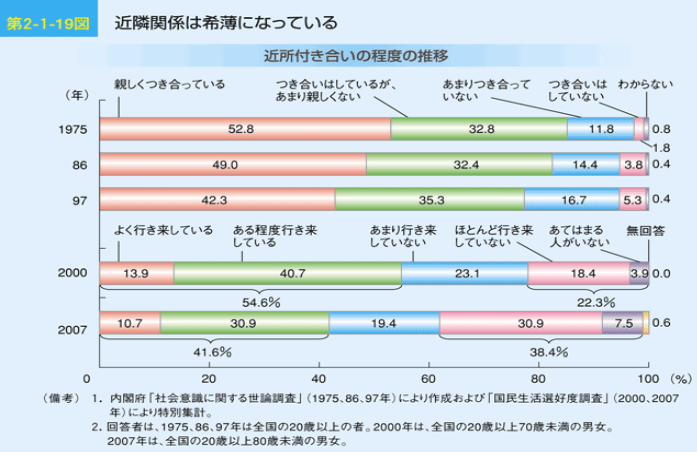 第2-1-19図 近隣関係は希薄になっている
近所付き合いの程度の推移
(年)
親しくつき合っている
つき合いはしているが、
あまり親しくない
あまりつき合って
いない
つき合いは
していない
わからない
1975 52.8 32.8 11.8 1.8 0.8
86 49.0 32.4 14.4 3.8 0.4
97 42.3 35.3 16.7 5.3 0.4
よく行き来している
ある程度行き来
している
あまり行き来
していない
ほとんど行き来
していない
あてはまる
人がいない
無回答
2000 13.9 40.7 23.1 18.4 3.9 0.0
54.6% 22.3%
2007 10.7 30.9 19.4 30.9 7.5 0.6
41.6% 38.4%
0 20 40 60 80 100 (%)
(備考) 1. 内閣府「社会意識に関する世論調査」(1975、86、97年)により作成および「国民生活選好度調査」(2000、2007
年)により特別集計。
2. 回答者は、1975、86、97年は全国の20歳以上の者。2000年は、全国の20歳以上70歳未満の男女。
2007年は、全国の20歳以上80歳未満の男女。